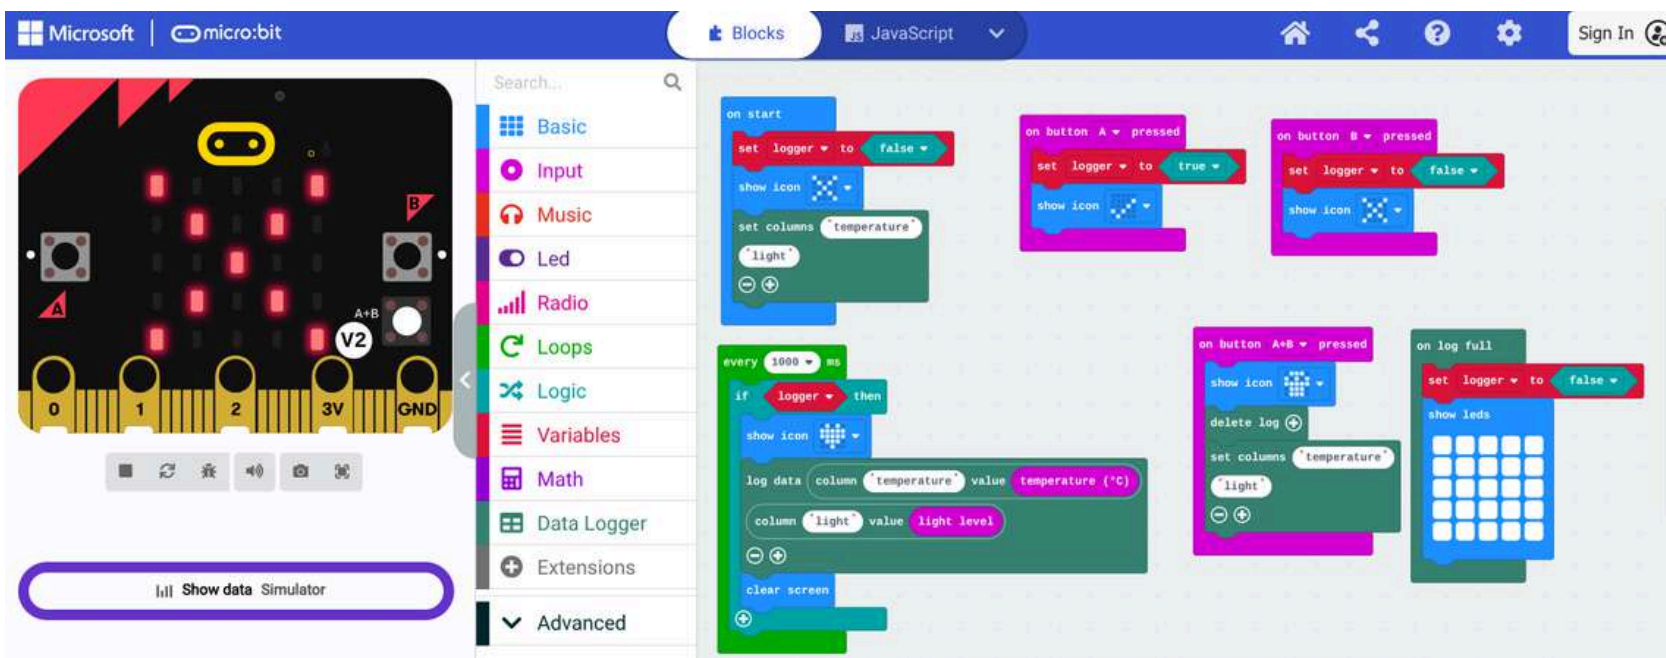 Microsoft | micro:bit
Blocks
JS JavaScript
Sign In
B
A
A+B
V2
0 1 2 3V GND
Show data Simulator
Search...
Basic
Input
Music
Led
Radio
Loops
Logic
Variables
Math
Data Logger
Extensions
Advanced
on start
set logger to false
show icon
set columns "temperature"
"light"
every 1000 ms
if logger then
show icon
log data column "temperature" value temperature (°C)
column "light" value light level
clear screen
on button A pressed
set logger to true
show icon
on button B pressed
set logger to false
show icon
on button A+B pressed
show icon
delete log
set columns "temperature"
"light"
on log full
set logger to false
show leds